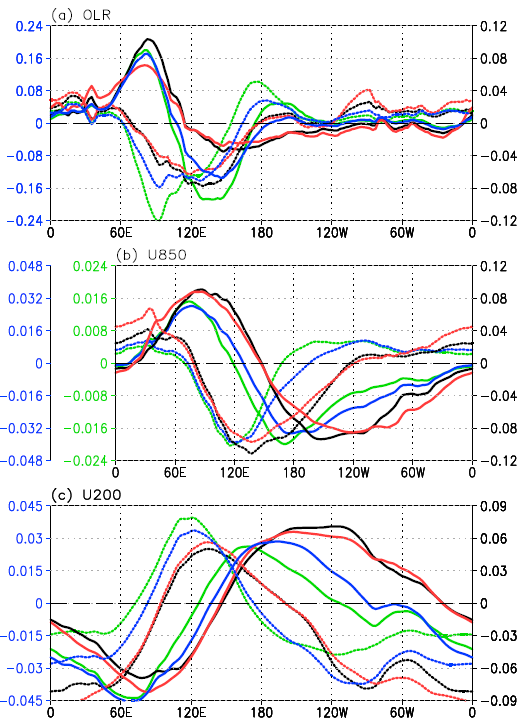 (a) OLR
0.24 0.12
0.16 0.08
0.08 0.04
0 0
-0.08 -0.04
-0.16 -0.08
-0.24 -0.12
0 60E 120E 180 120W 60W 0
(b) U850
0.048 0.024 0.12
0.032 0.016 0.08
0.016 0.008 0.04
0 0 0
-0.016 -0.008 -0.04
-0.032 -0.016 -0.08
-0.048 -0.024 -0.12
0 60E 120E 180 120W 60W 0
(c) U200
0.045 0.09
0.03 0.06
0.015 0.03
0 0
-0.015 -0.03
-0.03 -0.06
-0.045 -0.09
0 60E 120E 180 120W 60W 0